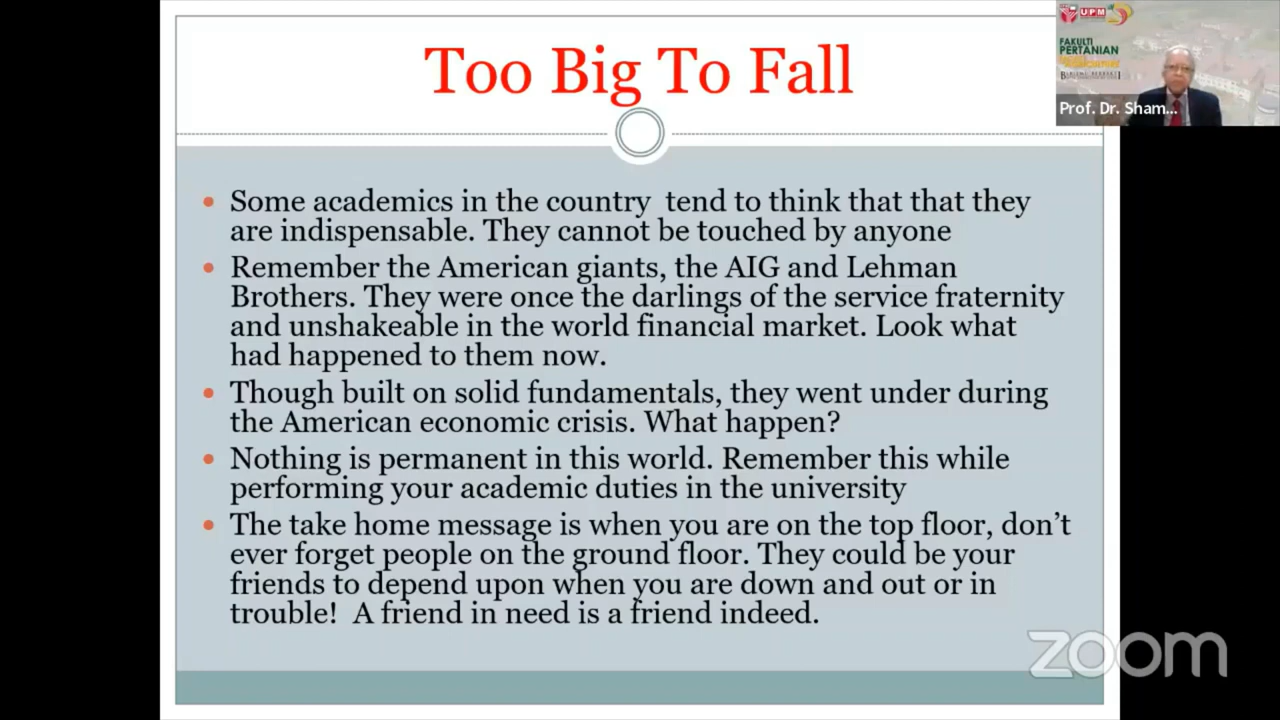 Too Big To Fall
UPM
FAKULTI
PERTANIAN
Prof. Dr. Sham...
• Some academics in the country tend to think that that they
are indispensable. They cannot be touched by anyone
• Remember the American giants, the AIG and Lehman
Brothers. They were once the darlings of the service fraternity
and unshakeable in the world financial market. Look what
had happened to them now.
• Though built on solid fundamentals, they went under during
the American economic crisis. What happen?
• Nothing is permanent in this world. Remember this while
performing your academic duties in the university
• The take home message is when you are on the top floor, don't
ever forget people on the ground floor. They could be your
friends to depend upon when you are down and out or in
trouble! A friend in need is a friend indeed.
zoom